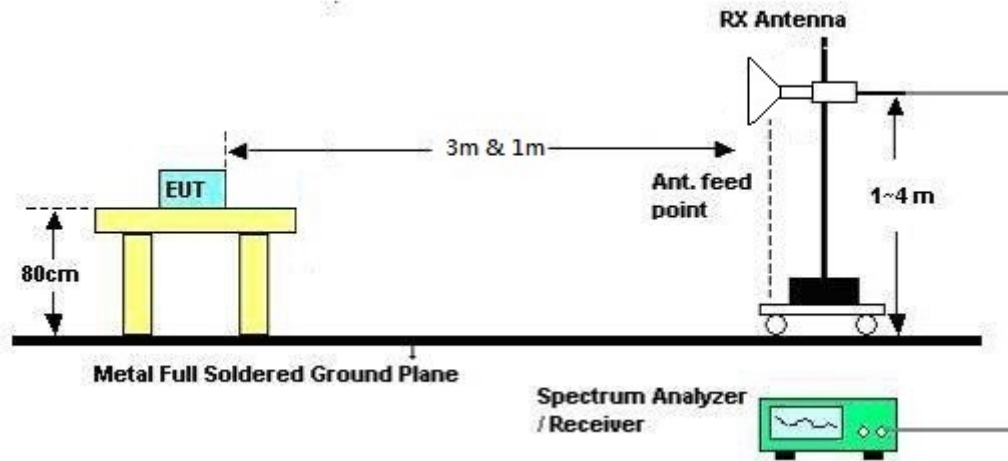 RX Antenna
3m & 1m
EUT
Ant. feed
point
1~4 m
80cm
Metal Full Soldered Ground Plane
Spectrum Analyzer
/ Receiver